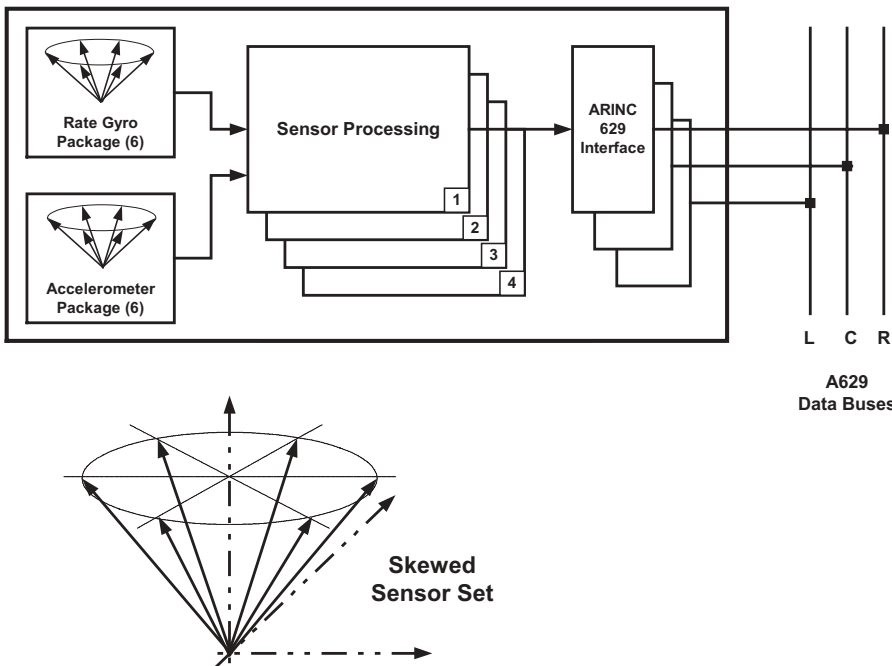 Rate Gyro
Package (6)
Accelerometer
Package (6)
Sensor Processing
1
2
3
4
ARINC
629
Interface
L C R
A629
Data Buses
Skewed
Sensor Set